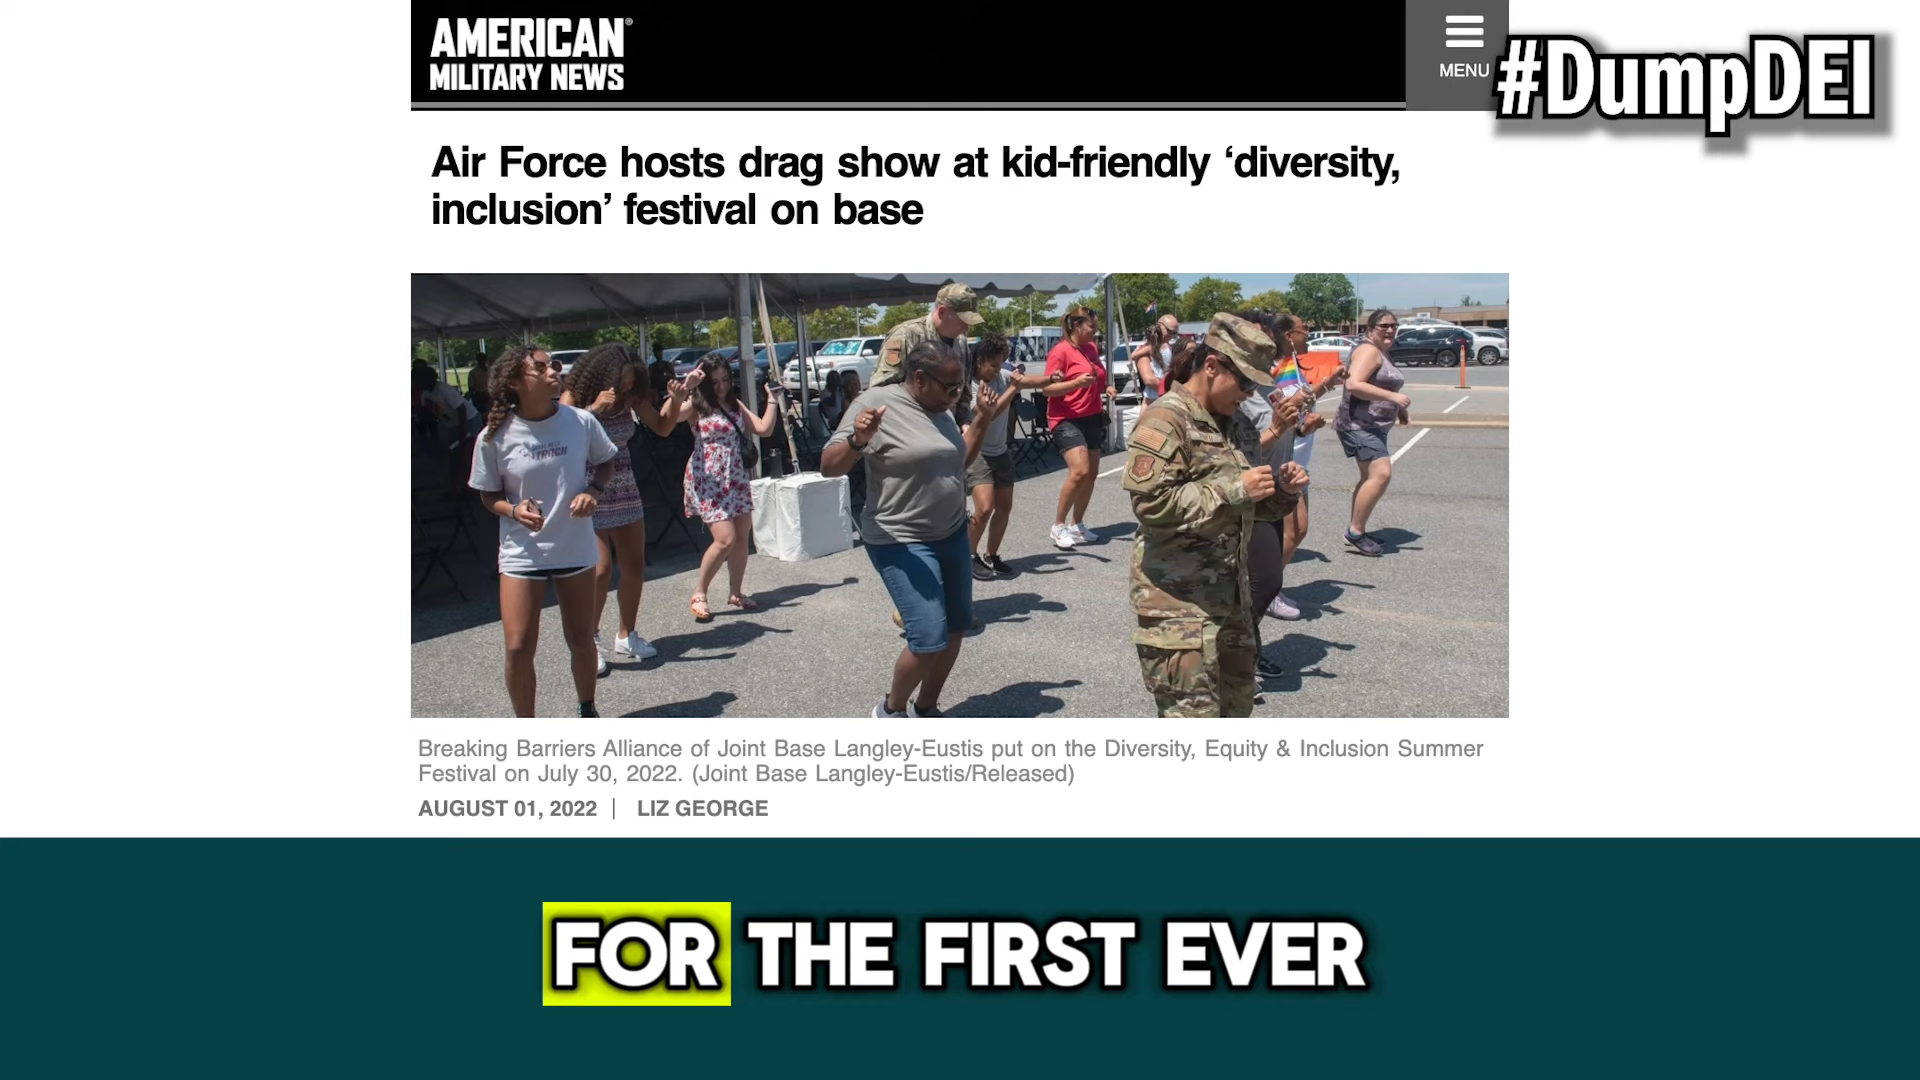 AMERICAN
MILITARY NEWS
MENU
#DumpDEI
Air Force hosts drag show at kid-friendly ‘diversity,
inclusion’ festival on base
Breaking Barriers Alliance of Joint Base Langley-Eustis put on the Diversity, Equity & Inclusion Summer
Festival on July 30, 2022. (Joint Base Langley-Eustis/Released)
AUGUST 01, 2022 | LIZ GEORGE
FOR THE FIRST EVER